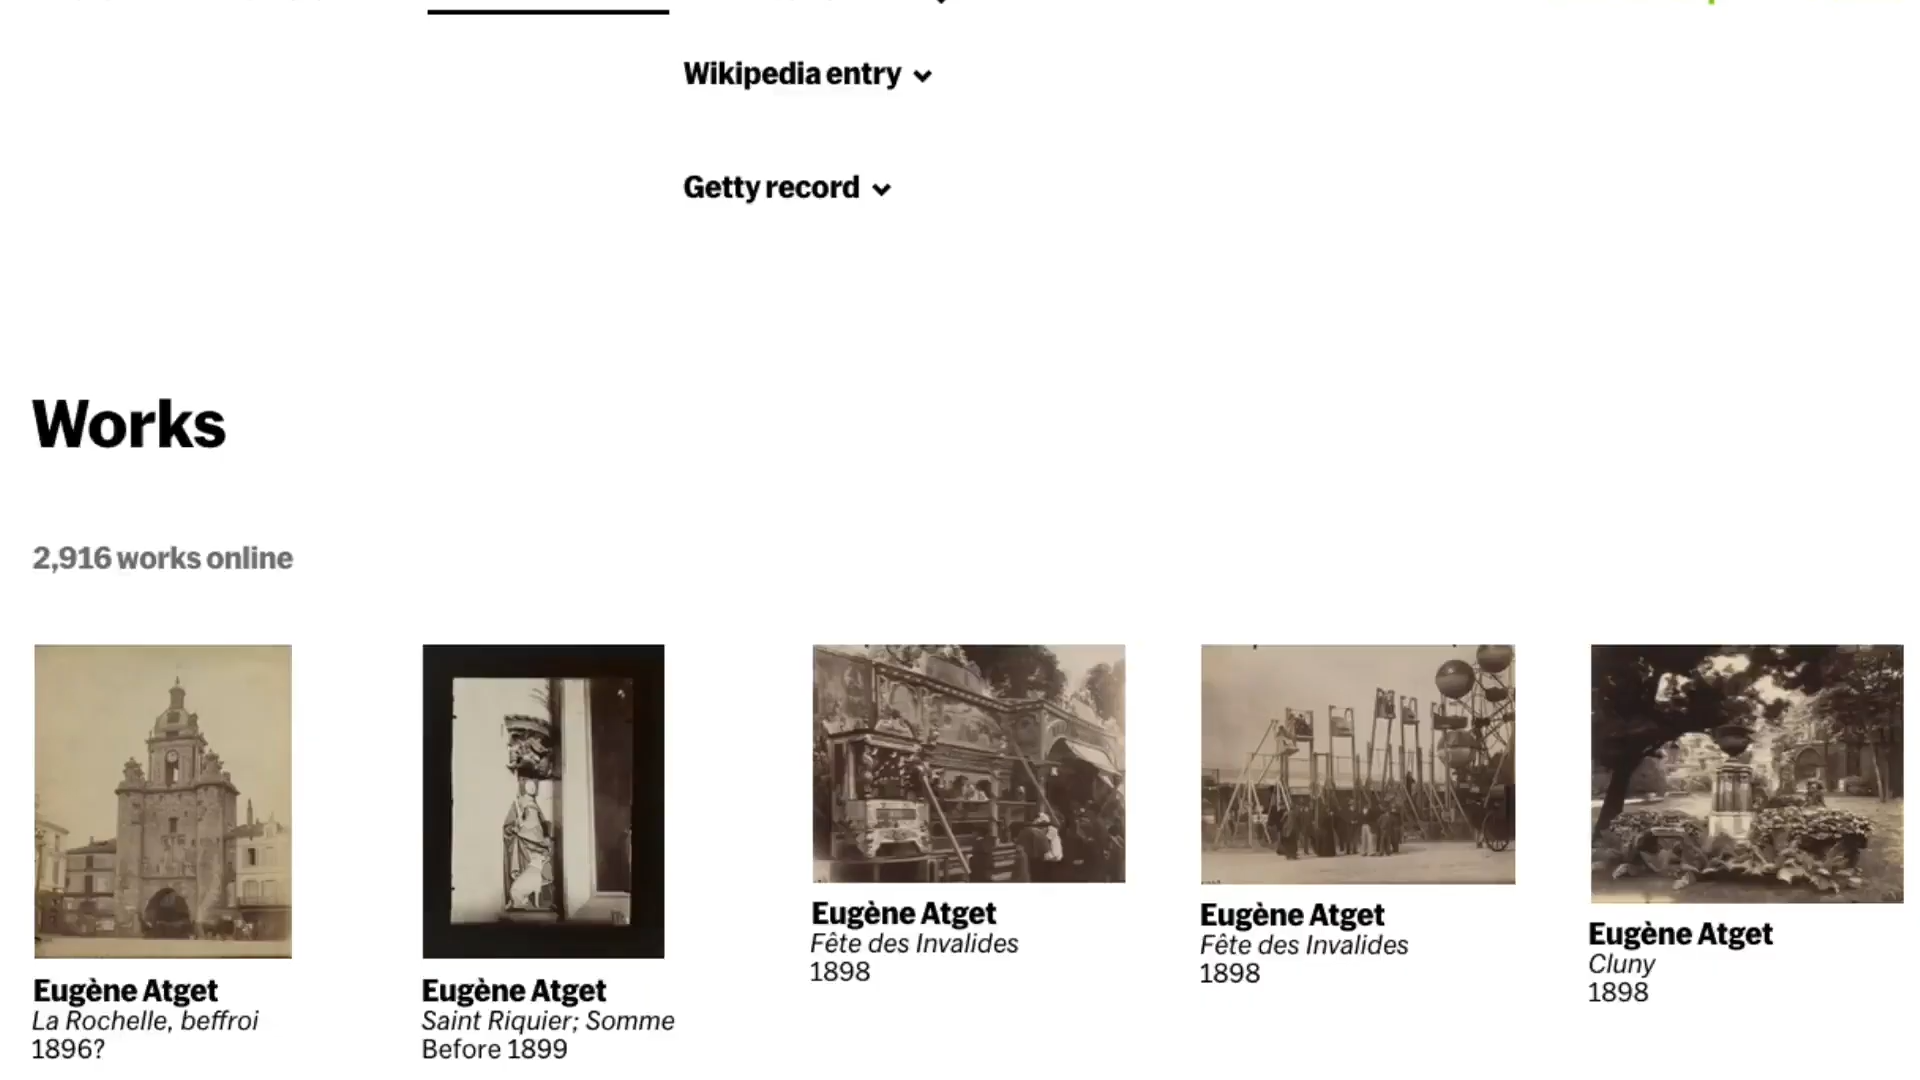 Wikipedia entry
Getty record
Works
2,916 works online
Eugène Atget
La Rochelle, beffroi
1896?
Eugène Atget
Saint Riquier; Somme
Before 1899
Eugène Atget
Fête des Invalides
1898
Eugène Atget
Fête des Invalides
1898
Eugène Atget
Cluny
1898